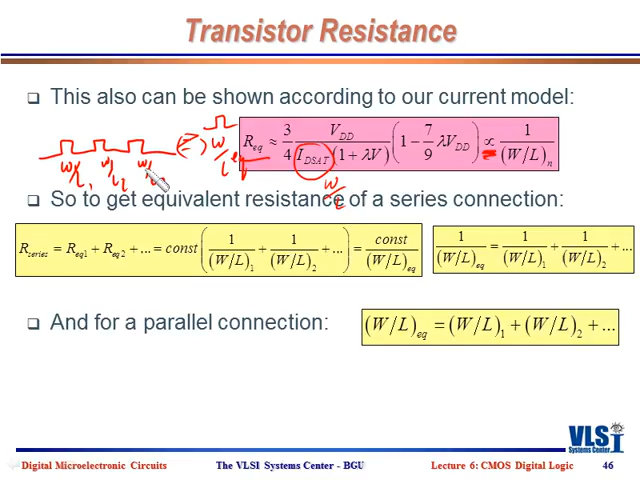 Transistor Resistance
This also can be shown according to our current model:
R_eq ≈ 3/4 V_DD/(I_DSAT(1 + λV)) (1 − 7/9 λV_DD) ∝ 1/(W/L)_n
W/L1 W/L2 W/L W/L eq
W/L
So to get equivalent resistance of a series connection:
R_series = R_eq1 + R_eq2 + ... = const(1/(W/L)_1 + 1/(W/L)_2 + ...) = const/(W/L)_eq
1/(W/L)_eq = 1/(W/L)_1 + 1/(W/L)_2 + ...
And for a parallel connection:
(W/L)_eq = (W/L)_1 + (W/L)_2 + ...
VLSI
Systems Center
Digital Microelectronic Circuits The VLSI Systems Center - BGU Lecture 6: CMOS Digital Logic 46